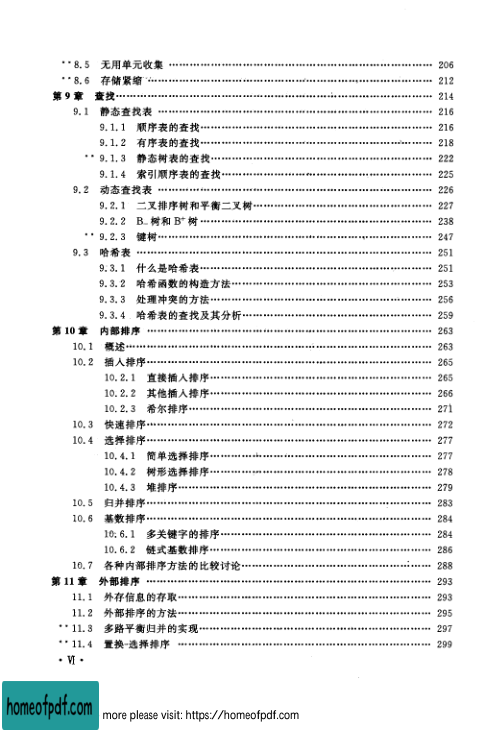 **8.5 无用单元收集 ………………………… 206
**8.6 存储紧缩 ………………………… 212
第9章 查找………………………… 214
9.1 静态查找表 ………………………… 216
9.1.1 顺序表的查找………………………… 216
9.1.2 有序表的查找………………………… 218
**9.1.3 静态树表的查找………………………… 222
9.1.4 索引顺序表的查找………………………… 225
9.2 动态查找表 ………………………… 226
9.2.1 二叉排序树和平衡二叉树………………………… 227
9.2.2 B_树和B⁺树 ………………………… 238
**9.2.3 键树………………………… 247
9.3 哈希表 ………………………… 251
9.3.1 什么是哈希表………………………… 251
9.3.2 哈希函数的构造方法………………………… 253
9.3.3 处理冲突的方法………………………… 256
9.3.4 哈希表的查找及其分析………………………… 259
第10章 内部排序 ………………………… 263
10.1 概述………………………… 263
10.2 插入排序………………………… 265
10.2.1 直接插入排序………………………… 265
10.2.2 其他插入排序………………………… 266
10.2.3 希尔排序………………………… 271
10.3 快速排序………………………… 272
10.4 选择排序………………………… 277
10.4.1 简单选择排序………………………… 277
10.4.2 树形选择排序………………………… 278
10.4.3 堆排序………………………… 279
10.5 归并排序………………………… 283
10.6 基数排序………………………… 284
10.6.1 多关键字的排序………………………… 284
10.6.2 链式基数排序………………………… 286
10.7 各种内部排序方法的比较讨论………………………… 288
第11章 外部排序 ………………………… 293
11.1 外存信息的存取………………………… 293
11.2 外部排序的方法………………………… 295
**11.3 多路平衡归并的实现………………………… 297
**11.4 置换-选择排序 ………………………… 299
· Ⅵ ·
homeofpdf.com
more please visit: https://homeofpdf.com